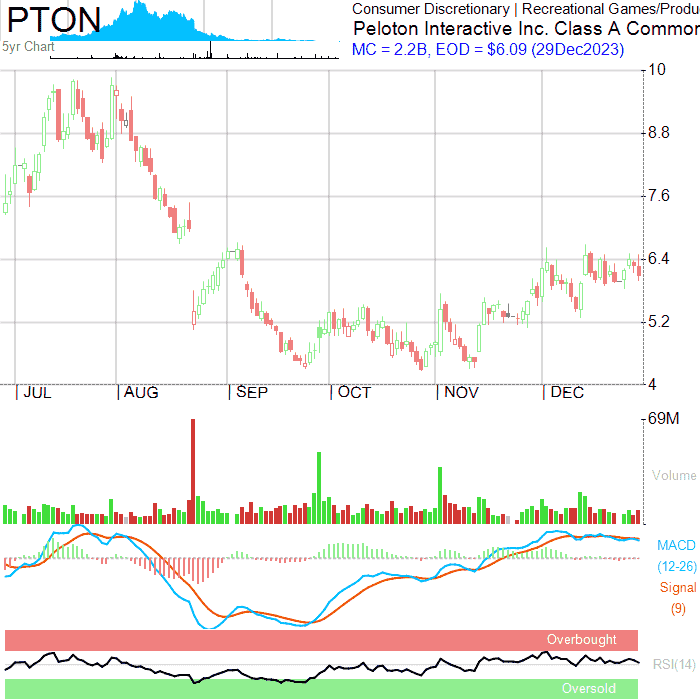 PTON
5yr Chart
Consumer Discretionary | Recreational Games/Produ
Peloton Interactive Inc. Class A Common
MC = 2.2B, EOD = $6.09 (29Dec2023)
10
8.8
7.6
6.4
5.2
4
JUL AUG SEP OCT NOV DEC
69M
Volume
MACD
(12-26)
Signal
(9)
Overbought
RSI(14)
Oversold